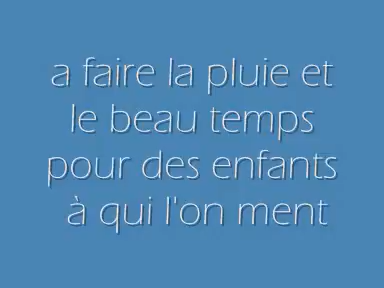 a faire la pluie et
le beau temps
pour des enfants
à qui l'on ment